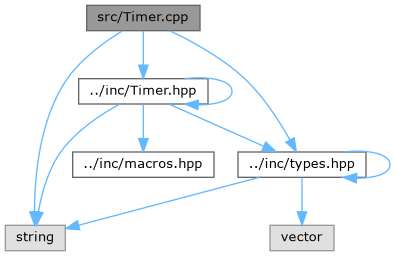 src/Timer.cpp
../inc/Timer.hpp
../inc/macros.hpp
../inc/types.hpp
string
vector